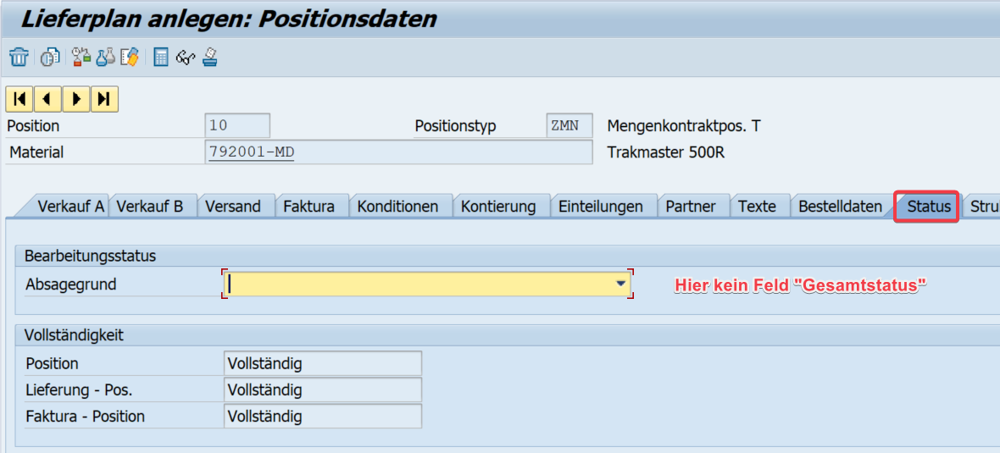 Lieferplan anlegen: Positionsdaten
Position 10 Positionstyp ZMN Mengenkontraktpos. T
Material 792001-MD Trakmaster 500R
Verkauf A Verkauf B Versand Faktura Konditionen Kontierung Einteilungen Partner Texte Bestelldaten Status Stru
Bearbeitungsstatus
Absagegrund Hier kein Feld "Gesamtstatus"
Vollständigkeit
Position Vollständig
Lieferung - Pos. Vollständig
Faktura - Position Vollständig